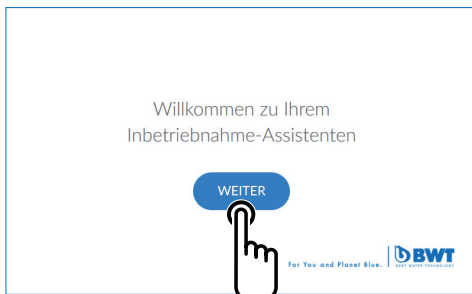 Willkommen zu Ihrem
Inbetriebnahme-Assistenten
WEITER
For You and Planet Blue.
BWT
BEST WATER TECHNOLOGY